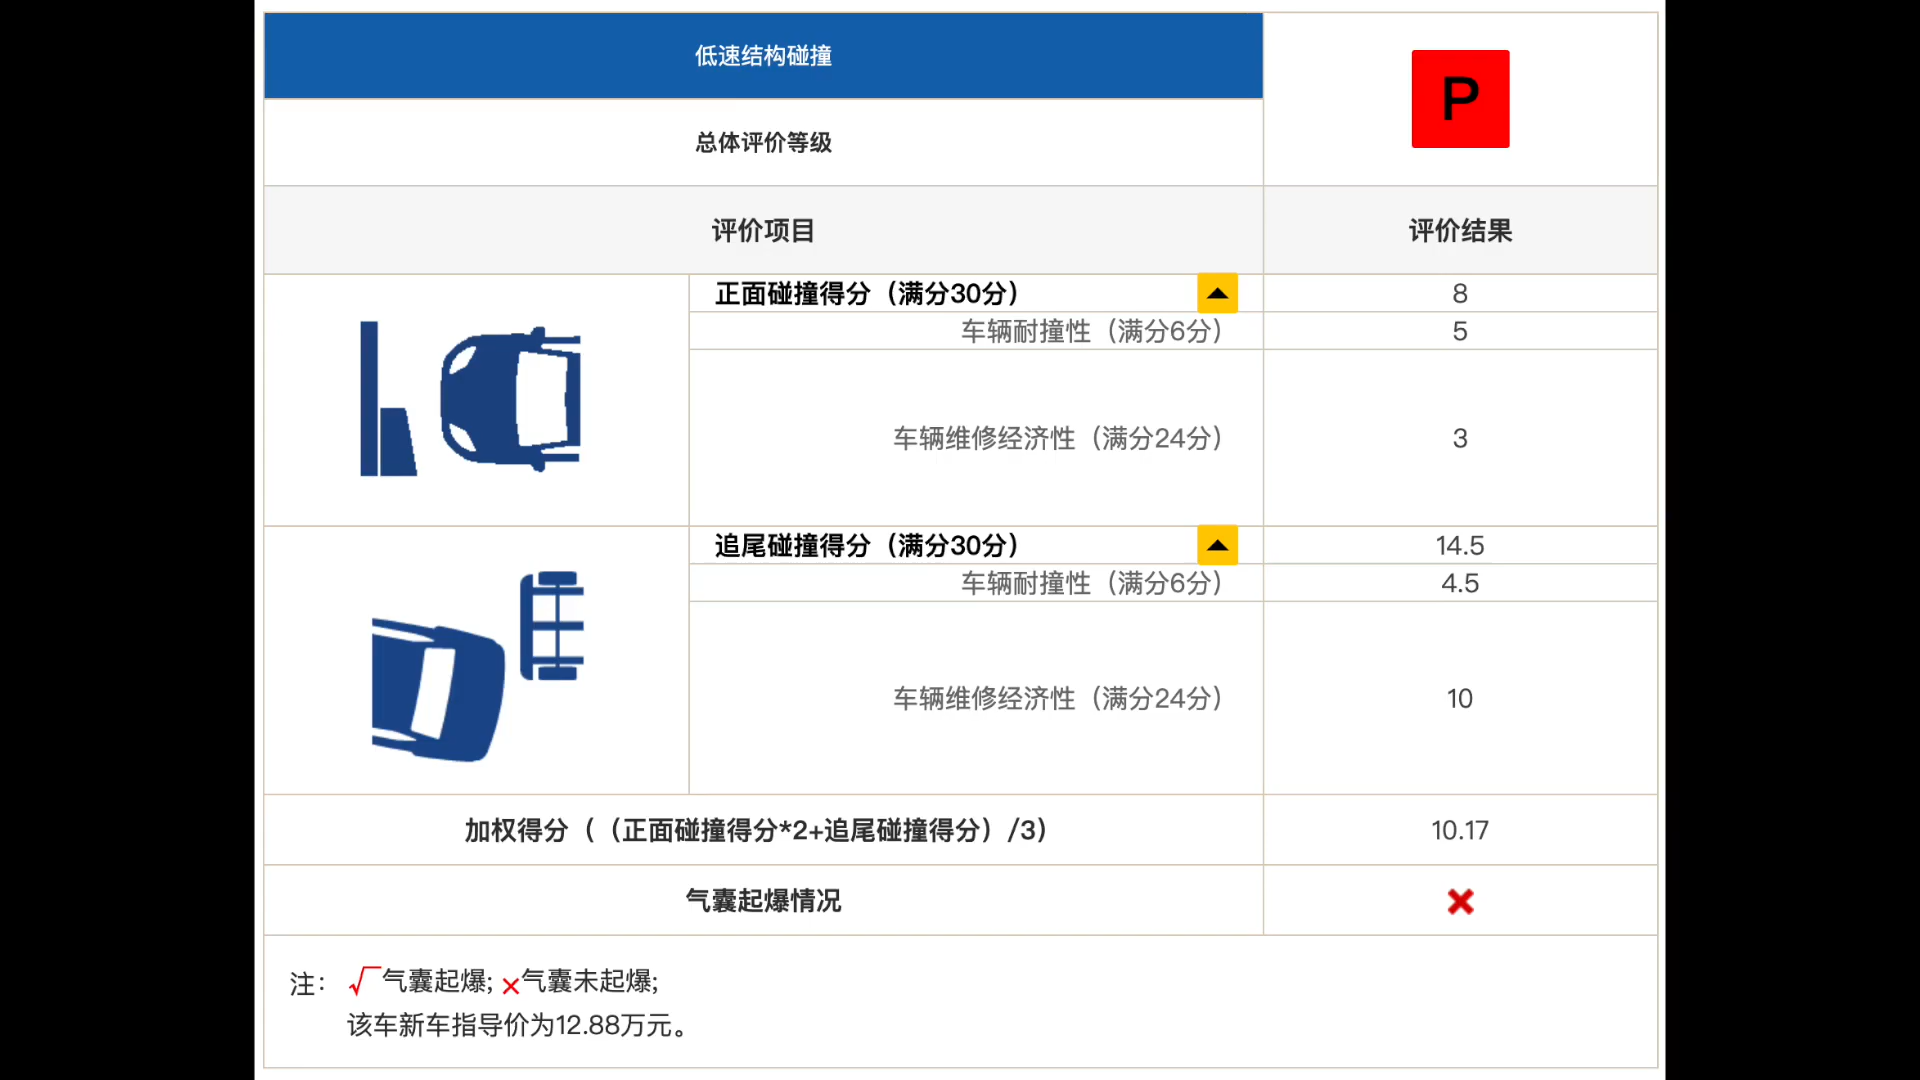 低速结构碰撞
P
总体评价等级
评价项目
评价结果
正面碰撞得分（满分30分）
8
车辆耐撞性（满分6分）
5
车辆维修经济性（满分24分）
3
追尾碰撞得分（满分30分）
14.5
车辆耐撞性（满分6分）
4.5
车辆维修经济性（满分24分）
10
加权得分（（正面碰撞得分*2+追尾碰撞得分）/3）
10.17
气囊起爆情况
注： √气囊起爆; ×气囊未起爆;
该车新车指导价为12.88万元。